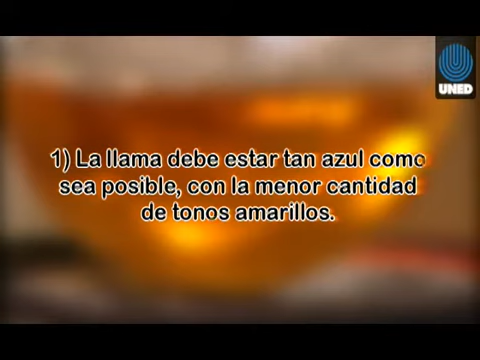 UNED
1) La llama debe estar tan azul como
sea posible, con la menor cantidad
de tonos amarillos.